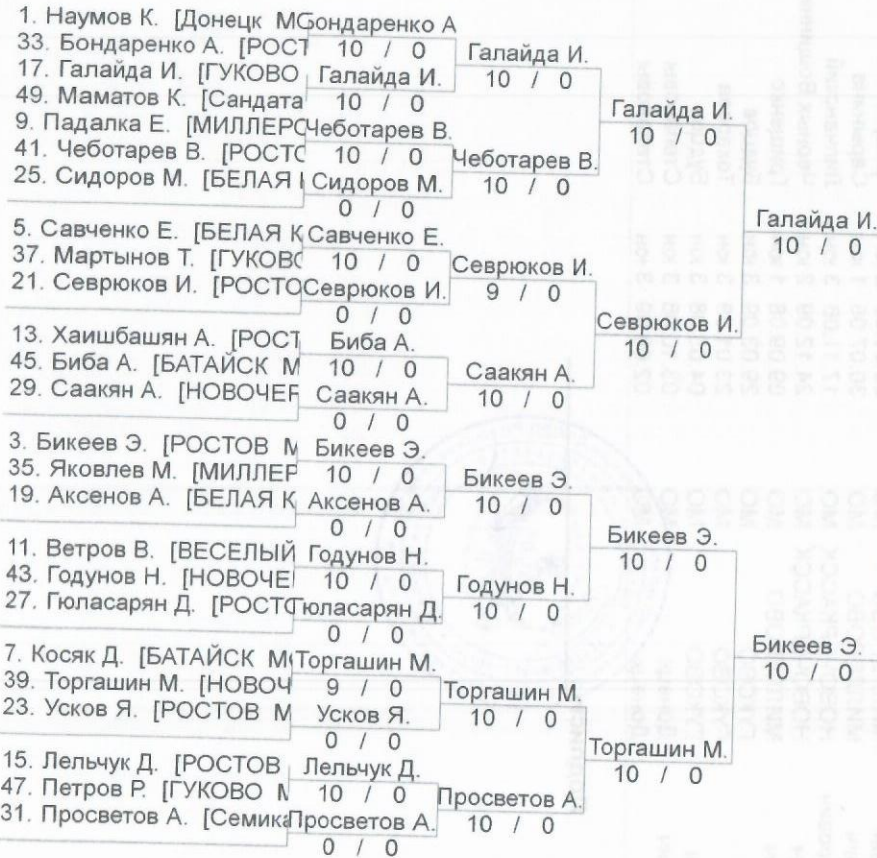 1. Наумов К. [Донецк МО
33. Бондаренко А. [РОСТ
17. Галайда И. [ГУКОВО
49. Маматов К. [Сандата
9. Падалка Е. [МИЛЛЕРО
41. Чеботарев В. [РОСТО
25. Сидоров М. [БЕЛАЯ
5. Савченко Е. [БЕЛАЯ К
37. Мартынов Т. [ГУКОВО
21. Севрюков И. [РОСТО
13. Хаишбашян А. [РОСТ
45. Биба А. [БАТАЙСК М
29. Саакян А. [НОВОЧЕР
3. Бикеев Э. [РОСТОВ М
35. Яковлев М. [МИЛЛЕР
19. Аксенов А. [БЕЛАЯ К
11. Ветров В. [ВЕСЕЛЫЙ
43. Годунов Н. [НОВОЧЕ
27. Гюласарян Д. [РОСТО
7. Косяк Д. [БАТАЙСК М
39. Торгашин М. [НОВОЧ
23. Усков Я. [РОСТОВ М
15. Лельчук Д. [РОСТОВ
47. Петров Р. [ГУКОВО М
31. Просветов А. [Семика
Бондаренко А
10 / 0
Галайда И.
10 / 0
Чеботарев В.
10 / 0
Сидоров М.
0 / 0
Савченко Е.
10 / 0
Севрюков И.
0 / 0
Биба А.
10 / 0
Саакян А.
0 / 0
Бикеев Э.
10 / 0
Аксенов А.
0 / 0
Годунов Н.
10 / 0
Гюласарян Д.
0 / 0
Торгашин М.
9 / 0
Усков Я.
0 / 0
Лельчук Д.
10 / 0
Просветов А.
0 / 0
Галайда И.
10 / 0
Чеботарев В.
10 / 0
Севрюков И.
9 / 0
Саакян А.
10 / 0
Бикеев Э.
10 / 0
Годунов Н.
10 / 0
Торгашин М.
10 / 0
Просветов А.
10 / 0
Галайда И.
10 / 0
Севрюков И.
10 / 0
Бикеев Э.
10 / 0
Торгашин М.
10 / 0
Галайда И.
10 / 0
Бикеев Э.
10 / 0